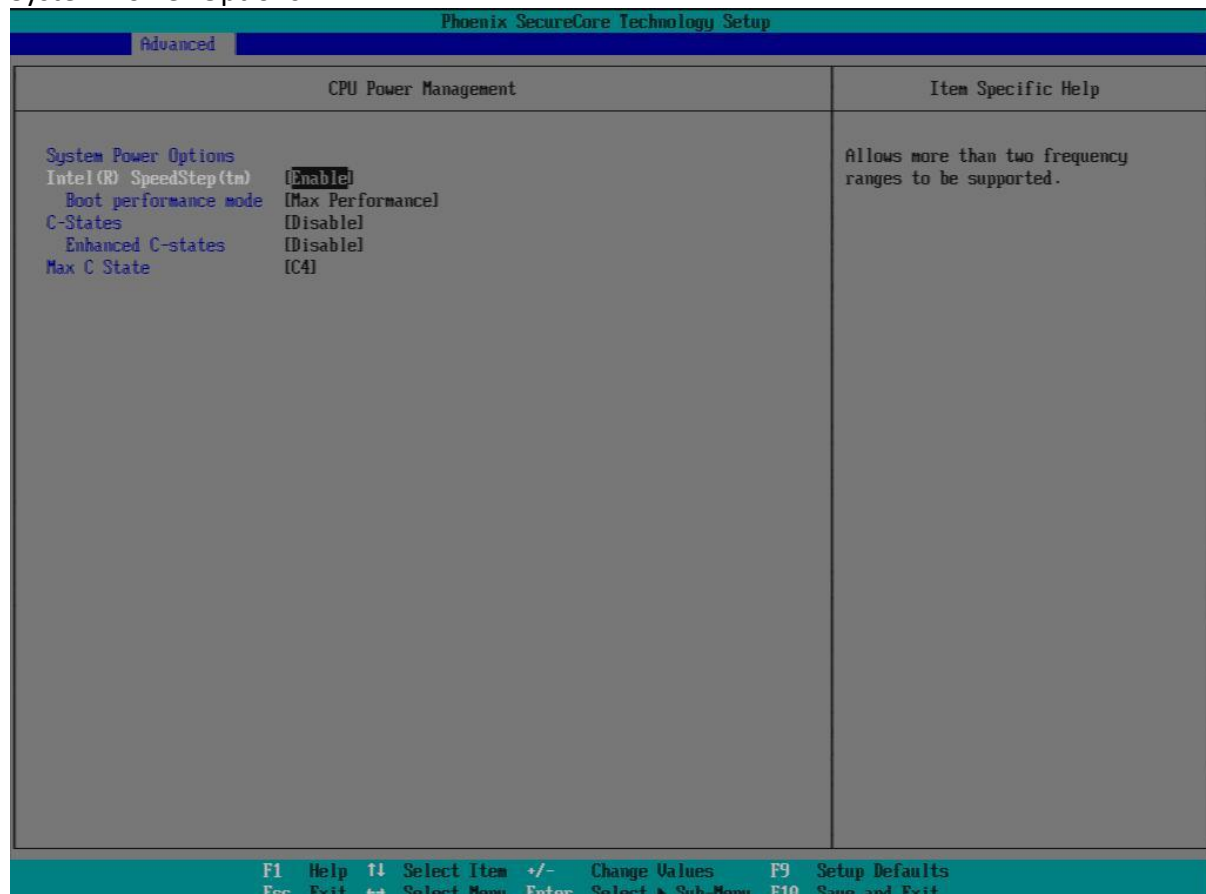 Phoenix SecureCore Technology Setup
Advanced
CPU Power Management
Item Specific Help
System Power Options
Intel(R) SpeedStep(tm) [Enable]
Boot performance mode [Max Performance]
C-States [Disable]
Enhanced C-states [Disable]
Max C State [C4]
Allows more than two frequency
ranges to be supported.
F1 Help ↑↓ Select Item +/- Change Values F9 Setup Defaults
Esc Exit ↔ Select Menu Enter Select ▶ Sub-Menu F10 Save and Exit